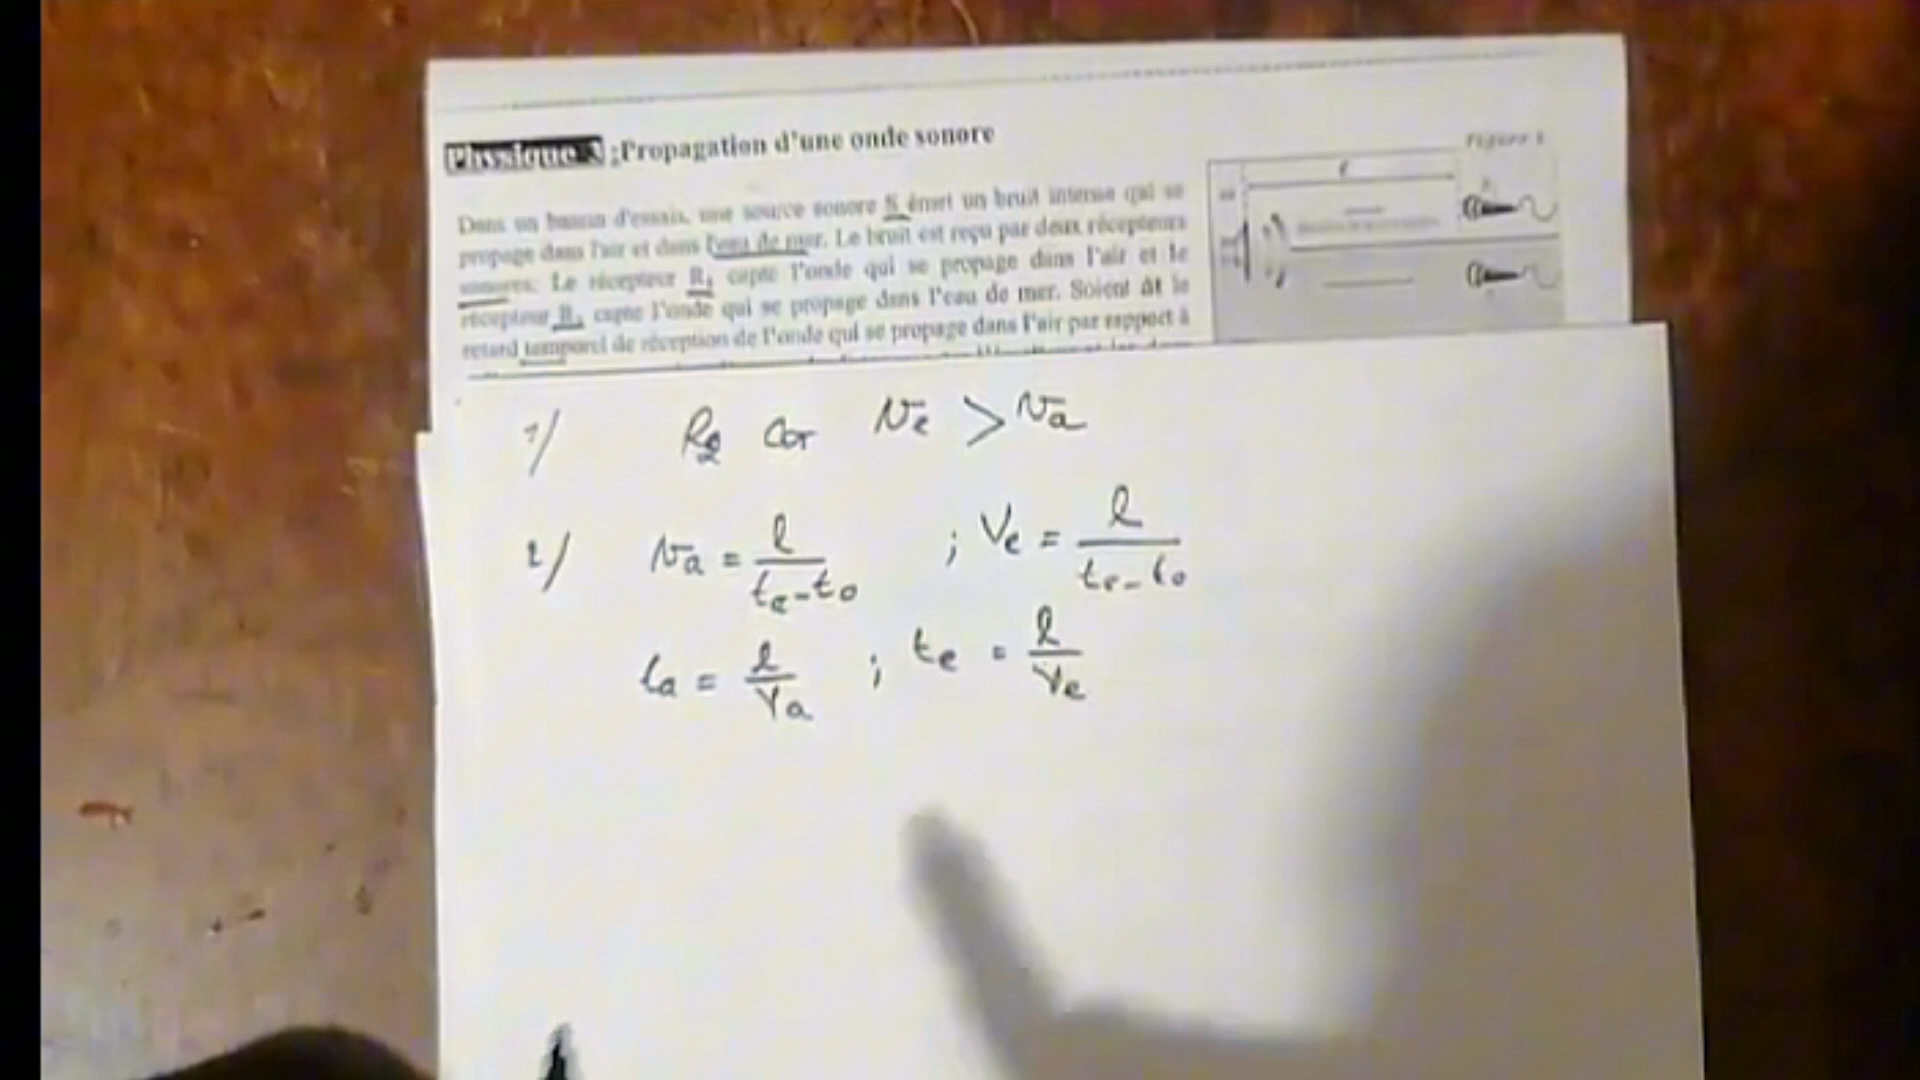 Physique 3 :Propagation d'une onde sonore
Figure 1
Dans un bassin d'essais, une source sonore S émet un bruit intense qui se
propage dans l'air et dans l'eau de mer. Le bruit est reçu par deux récepteurs
sonores. Le récepteur R₁ capte l'onde qui se propage dans l'air et le
récepteur R₂ capte l'onde qui se propage dans l'eau de mer. Soient Δt le
retard temporel de réception de l'onde qui se propage dans l'air par rapport à
ℓ
1/ R₂ car Ve > Va
2/ Va = ℓ/(ta-t0) ; Ve = ℓ/(te-t0)
ta = ℓ/Va ; te = ℓ/Ve